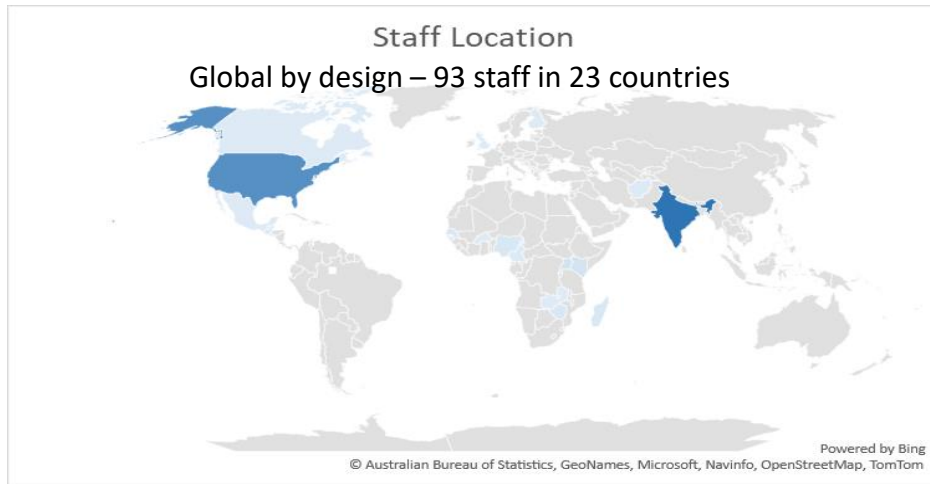 Staff Location
Global by design – 93 staff in 23 countries
Powered by Bing
© Australian Bureau of Statistics, GeoNames, Microsoft, Navinfo, OpenStreetMap, TomTom